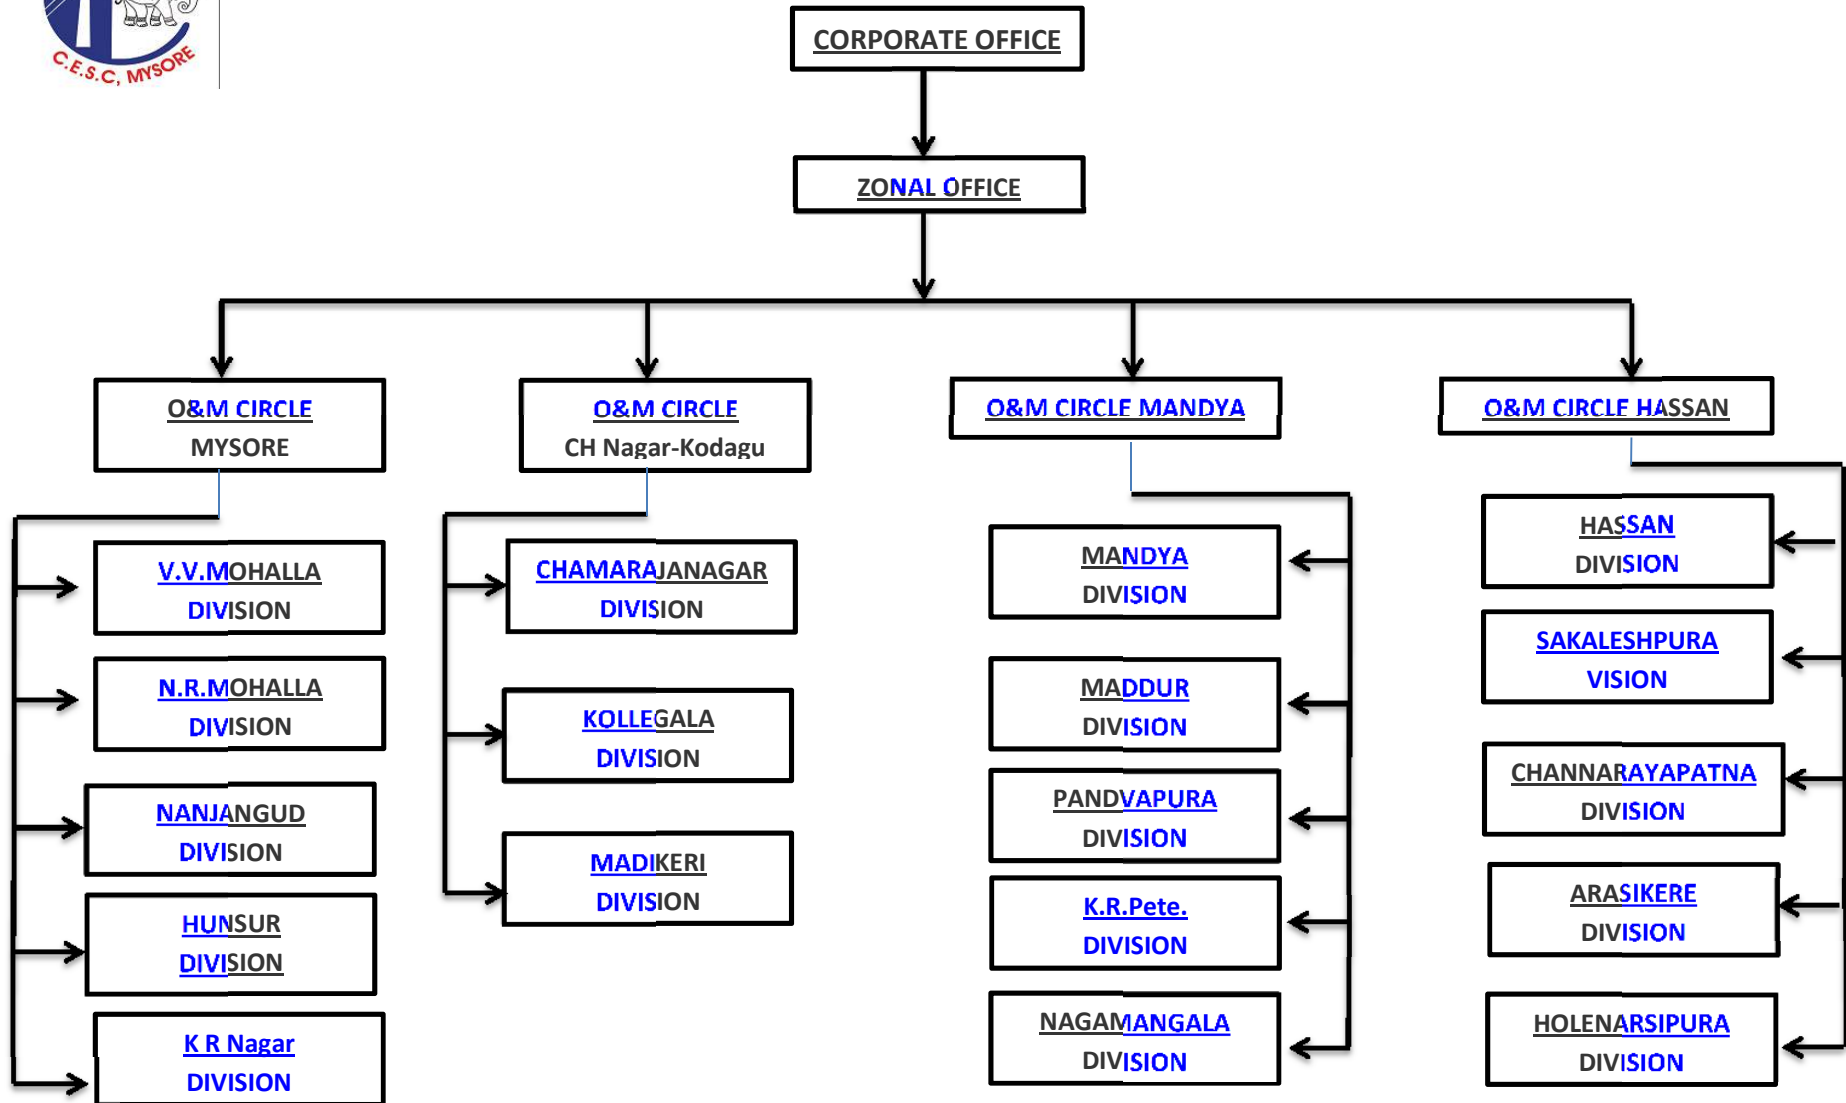 C.E.S.C, MYSORE
CORPORATE OFFICE
ZONAL OFFICE
O&M CIRCLE
MYSORE
O&M CIRCLE
CH Nagar-Kodagu
O&M CIRCLE MANDYA
O&M CIRCLE HASSAN
V.V.MOHALLA
DIVISION
N.R.MOHALLA
DIVISION
NANJANGUD
DIVISION
HUNSUR
DIVISION
K R Nagar
DIVISION
CHAMARAJANAGAR
DIVISION
KOLLEGALA
DIVISION
MADIKERI
DIVISION
MANDYA
DIVISION
MADDUR
DIVISION
PANDVAPURA
DIVISION
K.R.Pete.
DIVISION
NAGAMANGALA
DIVISION
HASSAN
DIVISION
SAKALESHPURA
VISION
CHANNARAYAPATNA
DIVISION
ARASIKERE
DIVISION
HOLENARSIPURA
DIVISION